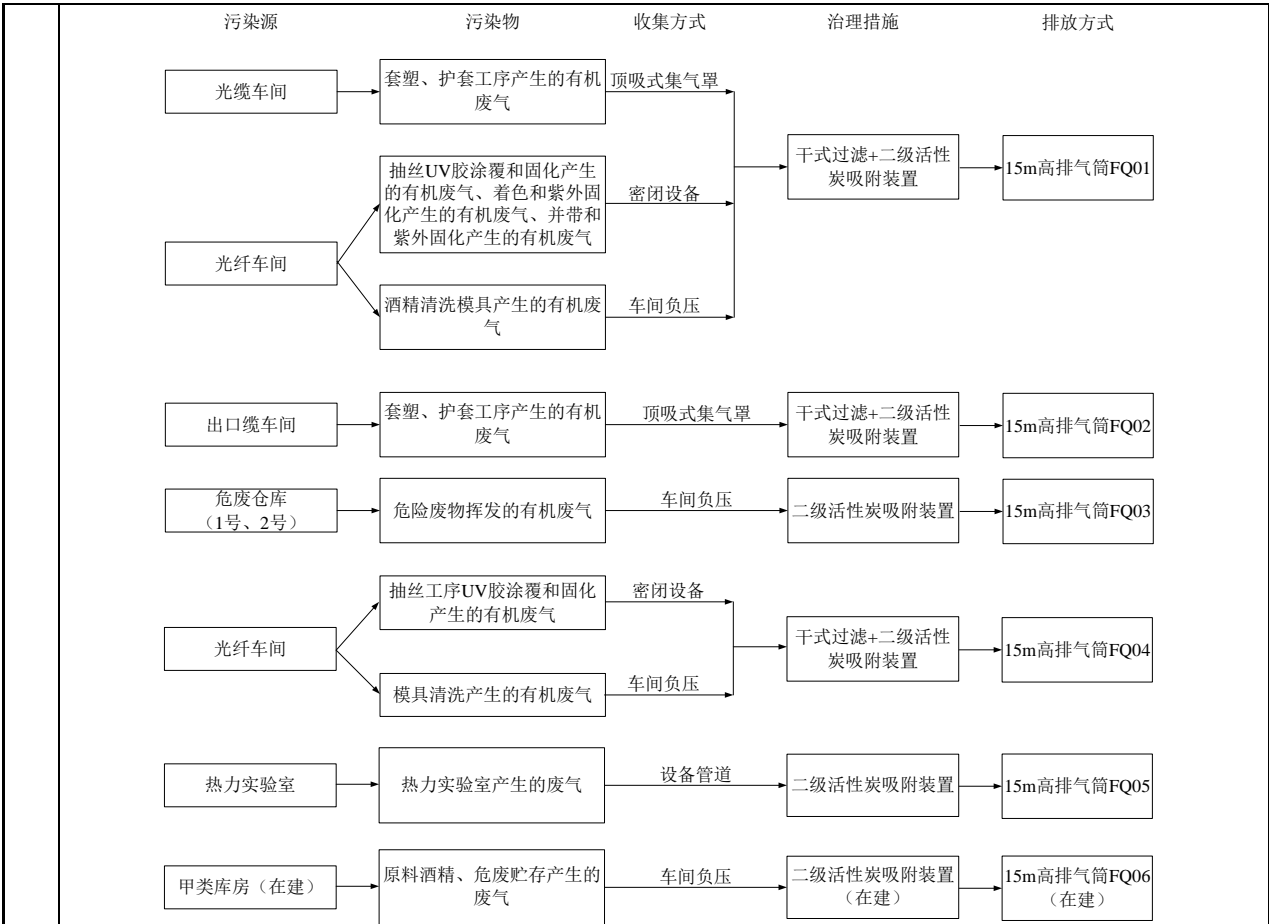 污染源 污染物 收集方式 治理措施 排放方式
光缆车间
套塑、护套工序产生的有机
废气
顶吸式集气罩
抽丝UV胶涂覆和固化产生
的有机废气、着色和紫外固
化产生的有机废气、并带和
紫外固化产生的有机废气
密闭设备
干式过滤+二级活性
炭吸附装置
15m高排气筒FQ01
光纤车间
酒精清洗模具产生的有机废
气
车间负压
出口缆车间
套塑、护套工序产生的有机
废气
顶吸式集气罩
干式过滤+二级活性
炭吸附装置
15m高排气筒FQ02
危废仓库
（1号、2号）
危险废物挥发的有机废气
车间负压
二级活性炭吸附装置
15m高排气筒FQ03
光纤车间
抽丝工序UV胶涂覆和固化
产生的有机废气
密闭设备
模具清洗产生的有机废气
车间负压
干式过滤+二级活性
炭吸附装置
15m高排气筒FQ04
热力实验室
热力实验室产生的废气
设备管道
二级活性炭吸附装置
15m高排气筒FQ05
甲类库房（在建）
原料酒精、危废贮存产生的
废气
车间负压
二级活性炭吸附装置
（在建）
15m高排气筒FQ06
（在建）